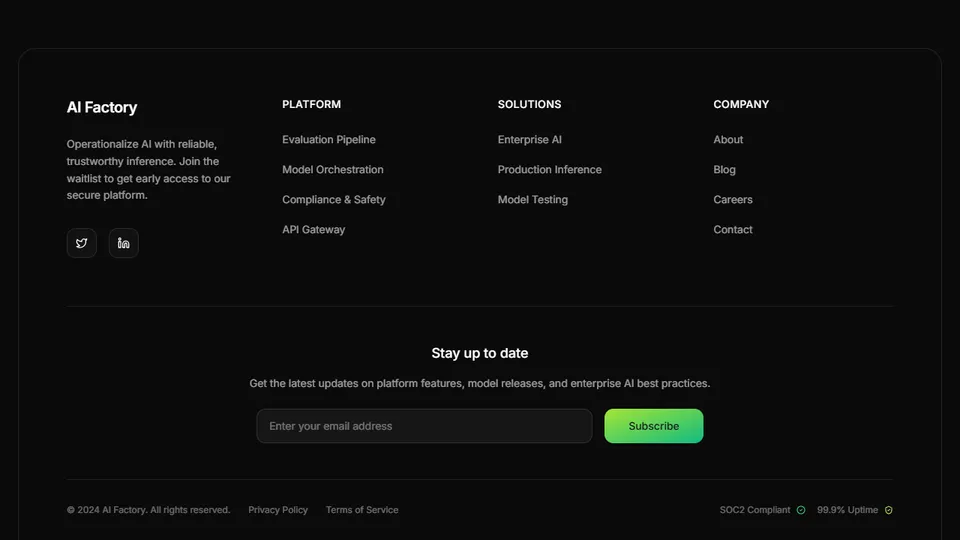 AI Factory
Operationalize AI with reliable,
trustworthy inference. Join the
waitlist to get early access to our
secure platform.
PLATFORM
Evaluation Pipeline
Model Orchestration
Compliance & Safety
API Gateway
SOLUTIONS
Enterprise AI
Production Inference
Model Testing
COMPANY
About
Blog
Careers
Contact
Stay up to date
Get the latest updates on platform features, model releases, and enterprise AI best practices.
Enter your email address
Subscribe
© 2024 AI Factory. All rights reserved.
Privacy Policy
Terms of Service
SOC2 Compliant
99.9% Uptime